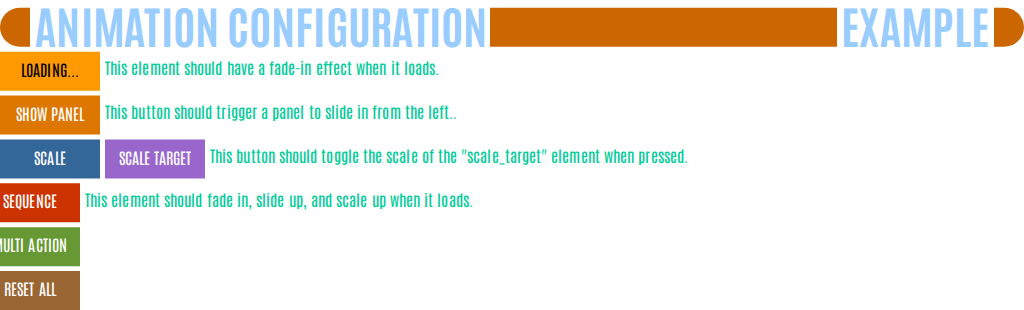 ANIMATION CONFIGURATION EXAMPLE
LOADING... This element should have a fade-in effect when it loads.
SHOW PANEL This button should trigger a panel to slide in from the left..
SCALE SCALE TARGET This button should toggle the scale of the "scale_target" element when pressed.
SEQUENCE This element should fade in, slide up, and scale up when it loads.
MULTI ACTION
RESET ALL